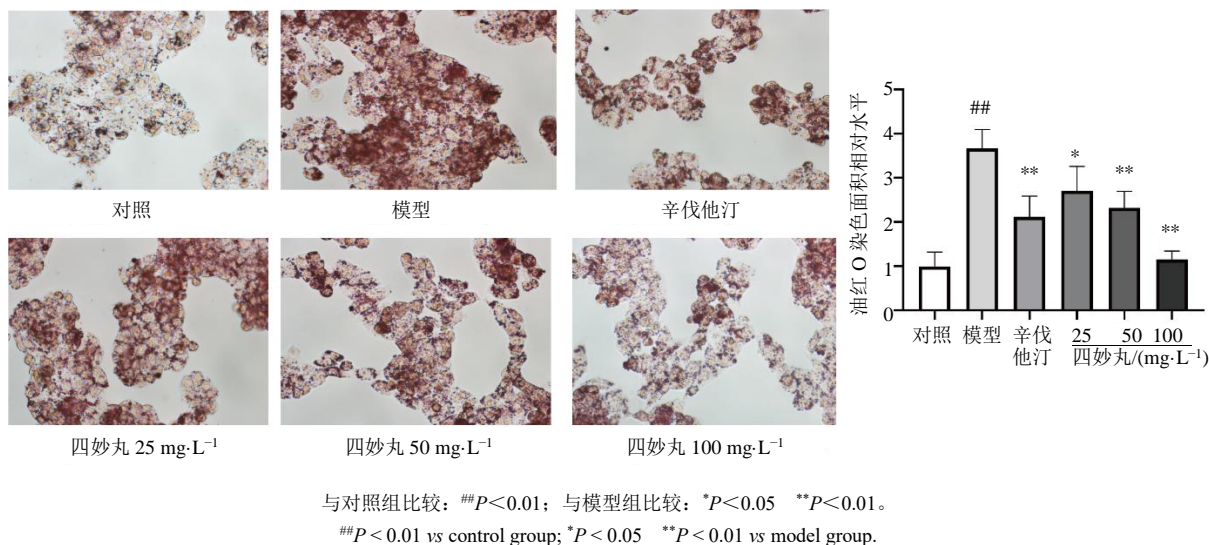 对照
模型
辛伐他汀
四妙丸 25 mg·L⁻¹
四妙丸 50 mg·L⁻¹
四妙丸 100 mg·L⁻¹
油红 O 染色面积相对水平
5
4
3
2
1
0
##
**
*
**
**
对照 模型 辛伐 25 50 100
他汀 四妙丸/(mg·L⁻¹)
与对照组比较：##P＜0.01；与模型组比较：*P＜0.05 **P＜0.01。
##P < 0.01 vs control group; *P < 0.05 **P < 0.01 vs model group.